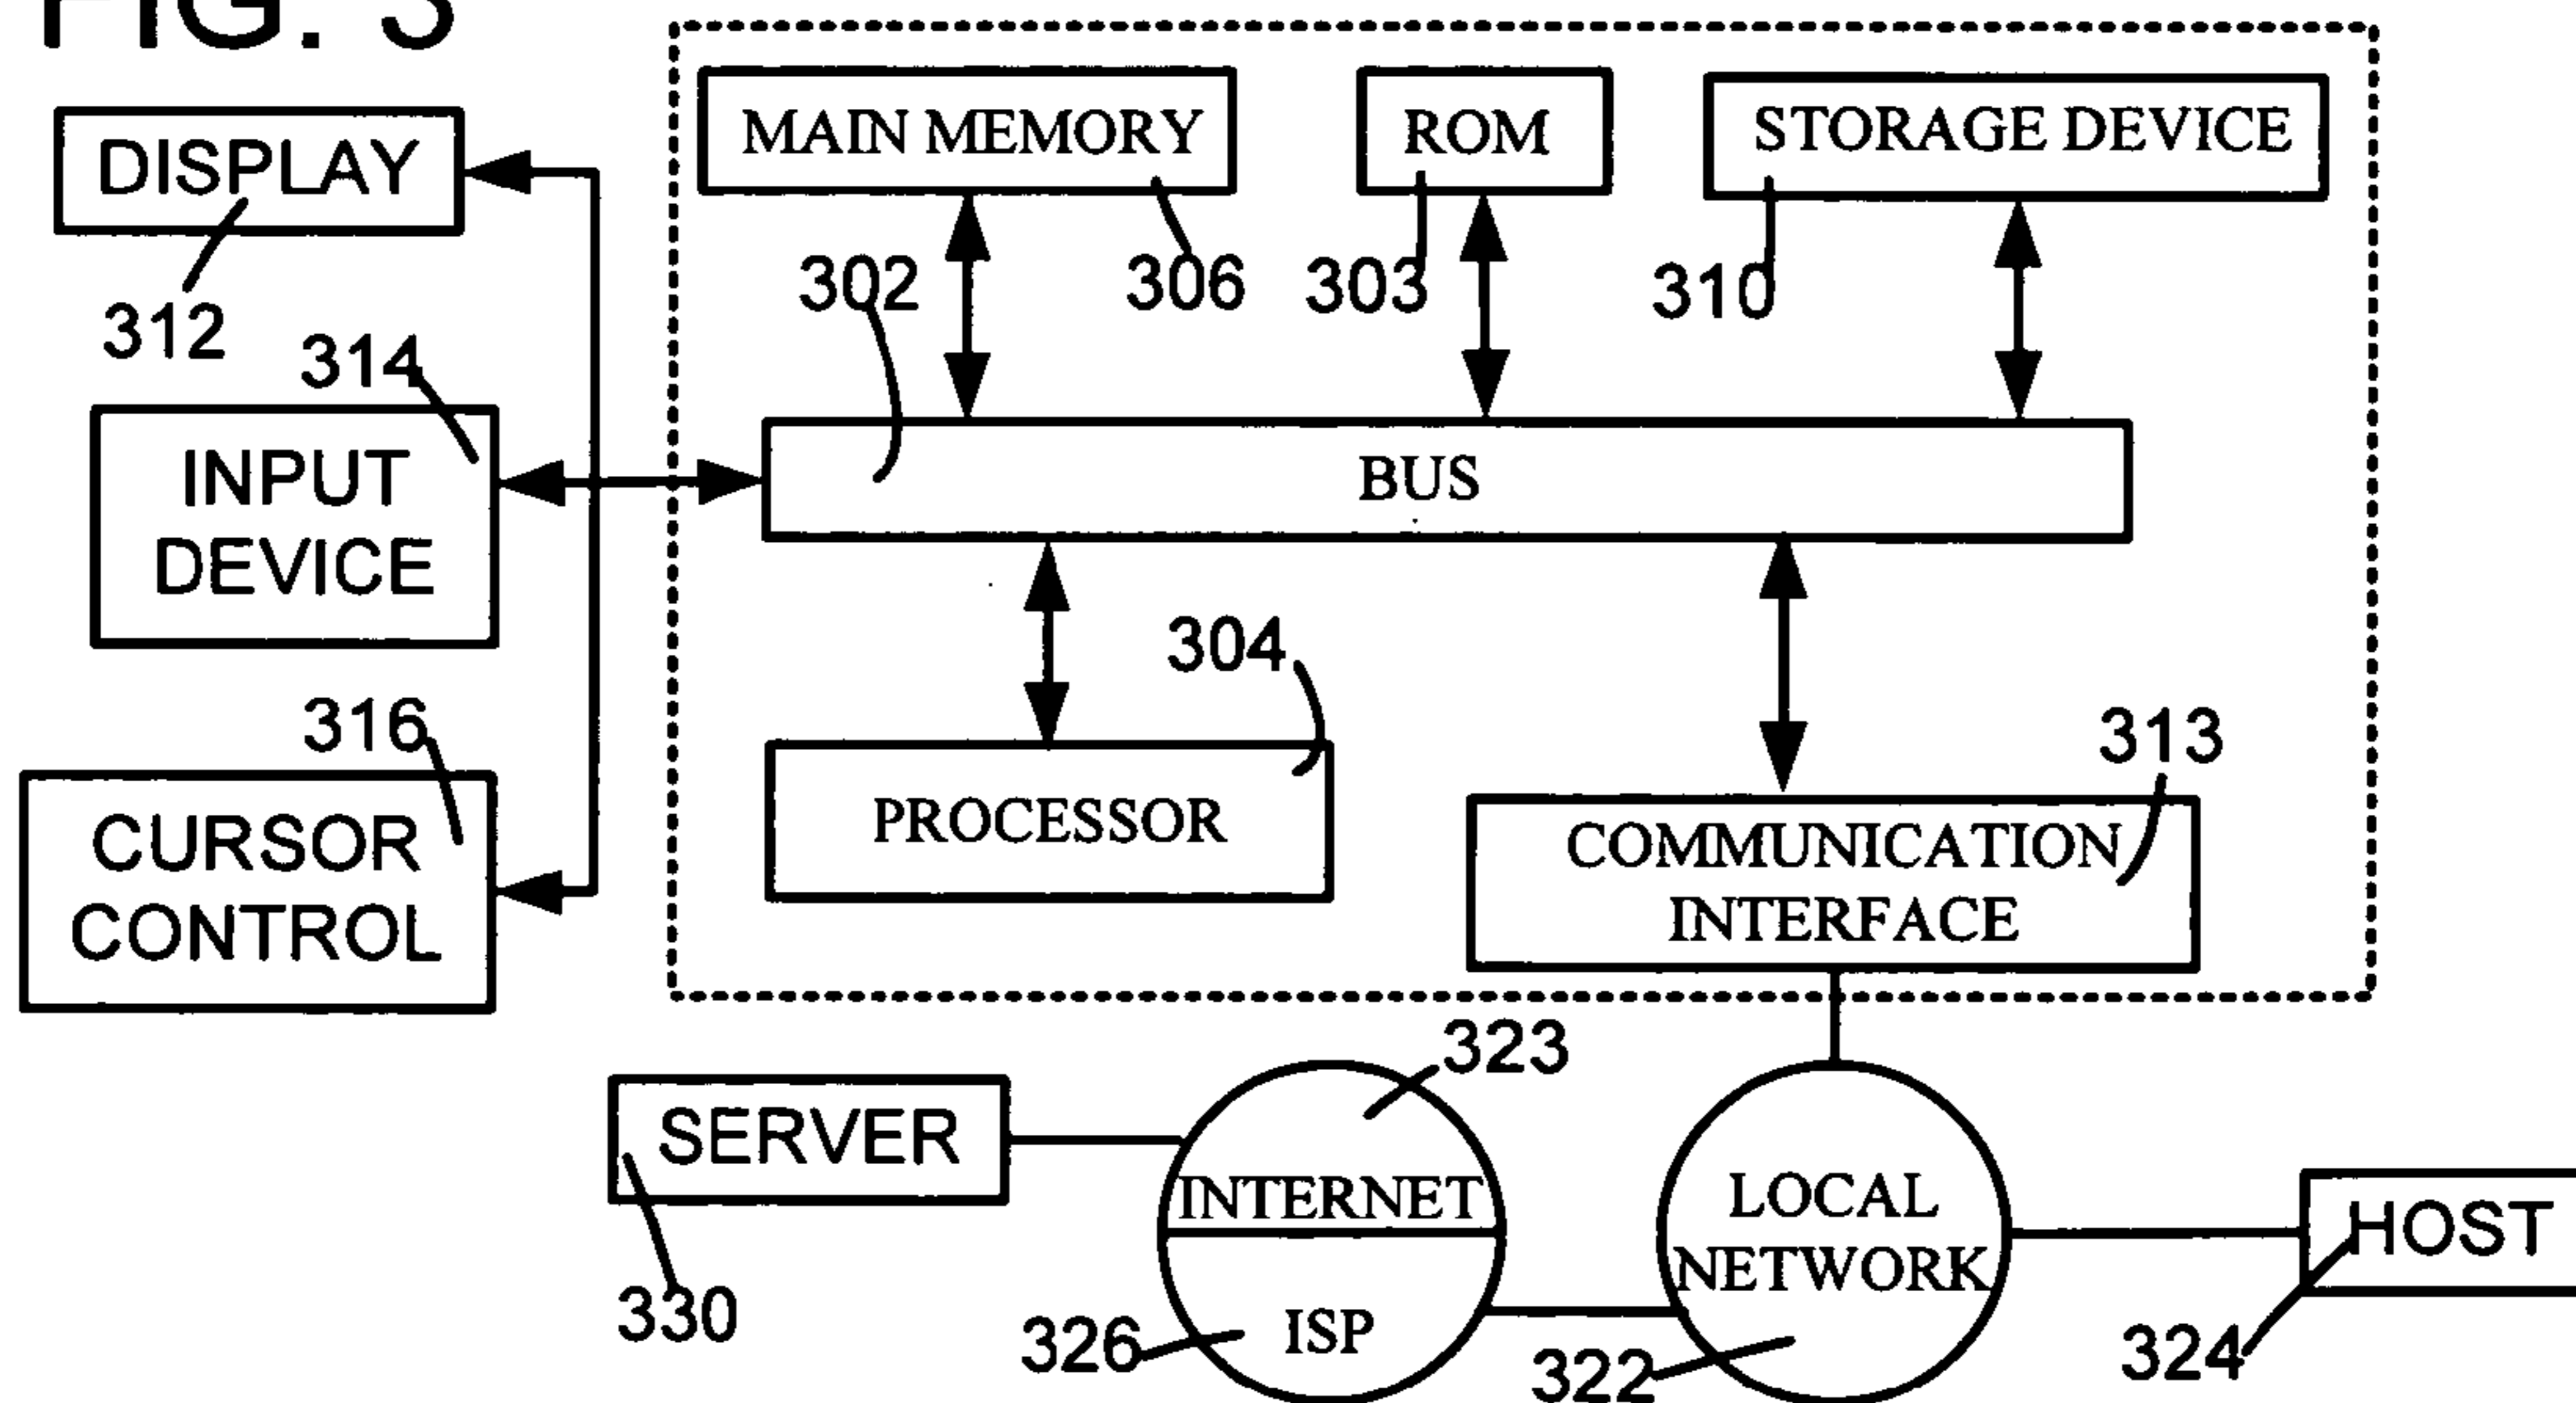 FIG. 3
MAIN MEMORY
ROM
STORAGE DEVICE
DISPLAY
302
306
303
310
312
314
INPUT
DEVICE
BUS
304
316
313
CURSOR
CONTROL
PROCESSOR
COMMUNICATION
INTERFACE
323
SERVER
INTERNET
LOCAL
NETWORK
HOST
330
326
ISP
322
324